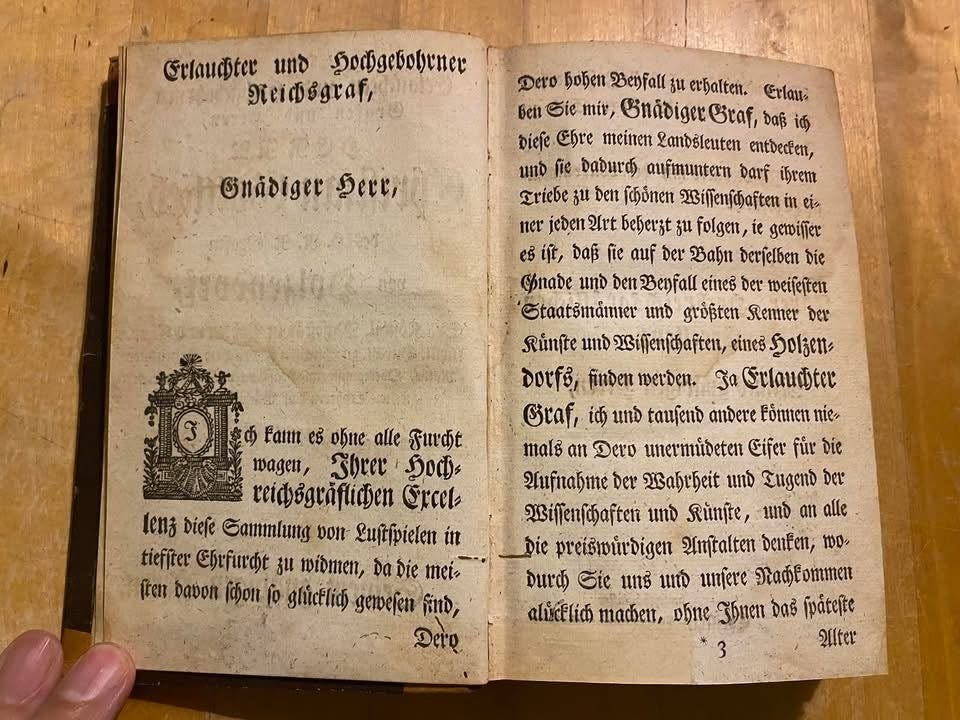 Erlauchter und Hochgebohrner
Reichsgraf,
Gnädiger Herr,
Ich kann es ohne alle Furcht
wagen, Ihrer Hoch-
reichsgräflichen Excel-
lenz diese Sammlung von Lustspielen in
tiefster Ehrfurcht zu widmen, da die mei-
sten davon schon so glücklich gewesen sind,
Dero
Dero hohen Beyfall zu erhalten. Erlau-
ben Sie mir, Gnädiger Graf, daß ich
diese Ehre meinen Landsleuten entdecken,
und sie dadurch aufmuntern darf ihrem
Triebe zu den schönen Wissenschaften in ei-
ner jeden Art beherzt zu folgen, ie gewisser
es ist, daß sie auf der Bahn derselben die
Gnade und den Beyfall eines der weisesten
Staatsmänner und größten Kenner der
Künste und Wissenschaften, eines Holzen-
dorfs, finden werden. Ja Erlauchter
Graf, ich und tausend andere können nie-
mals an Dero unermüdeten Eifer für die
Aufnahme der Wahrheit und Tugend der
Wissenschaften und Künste, und an alle
die preiswürdigen Anstalten denken, wo-
durch Sie uns und unsere Nachkommen
glücklich machen, ohne Ihnen das späteste
* 3 Alter